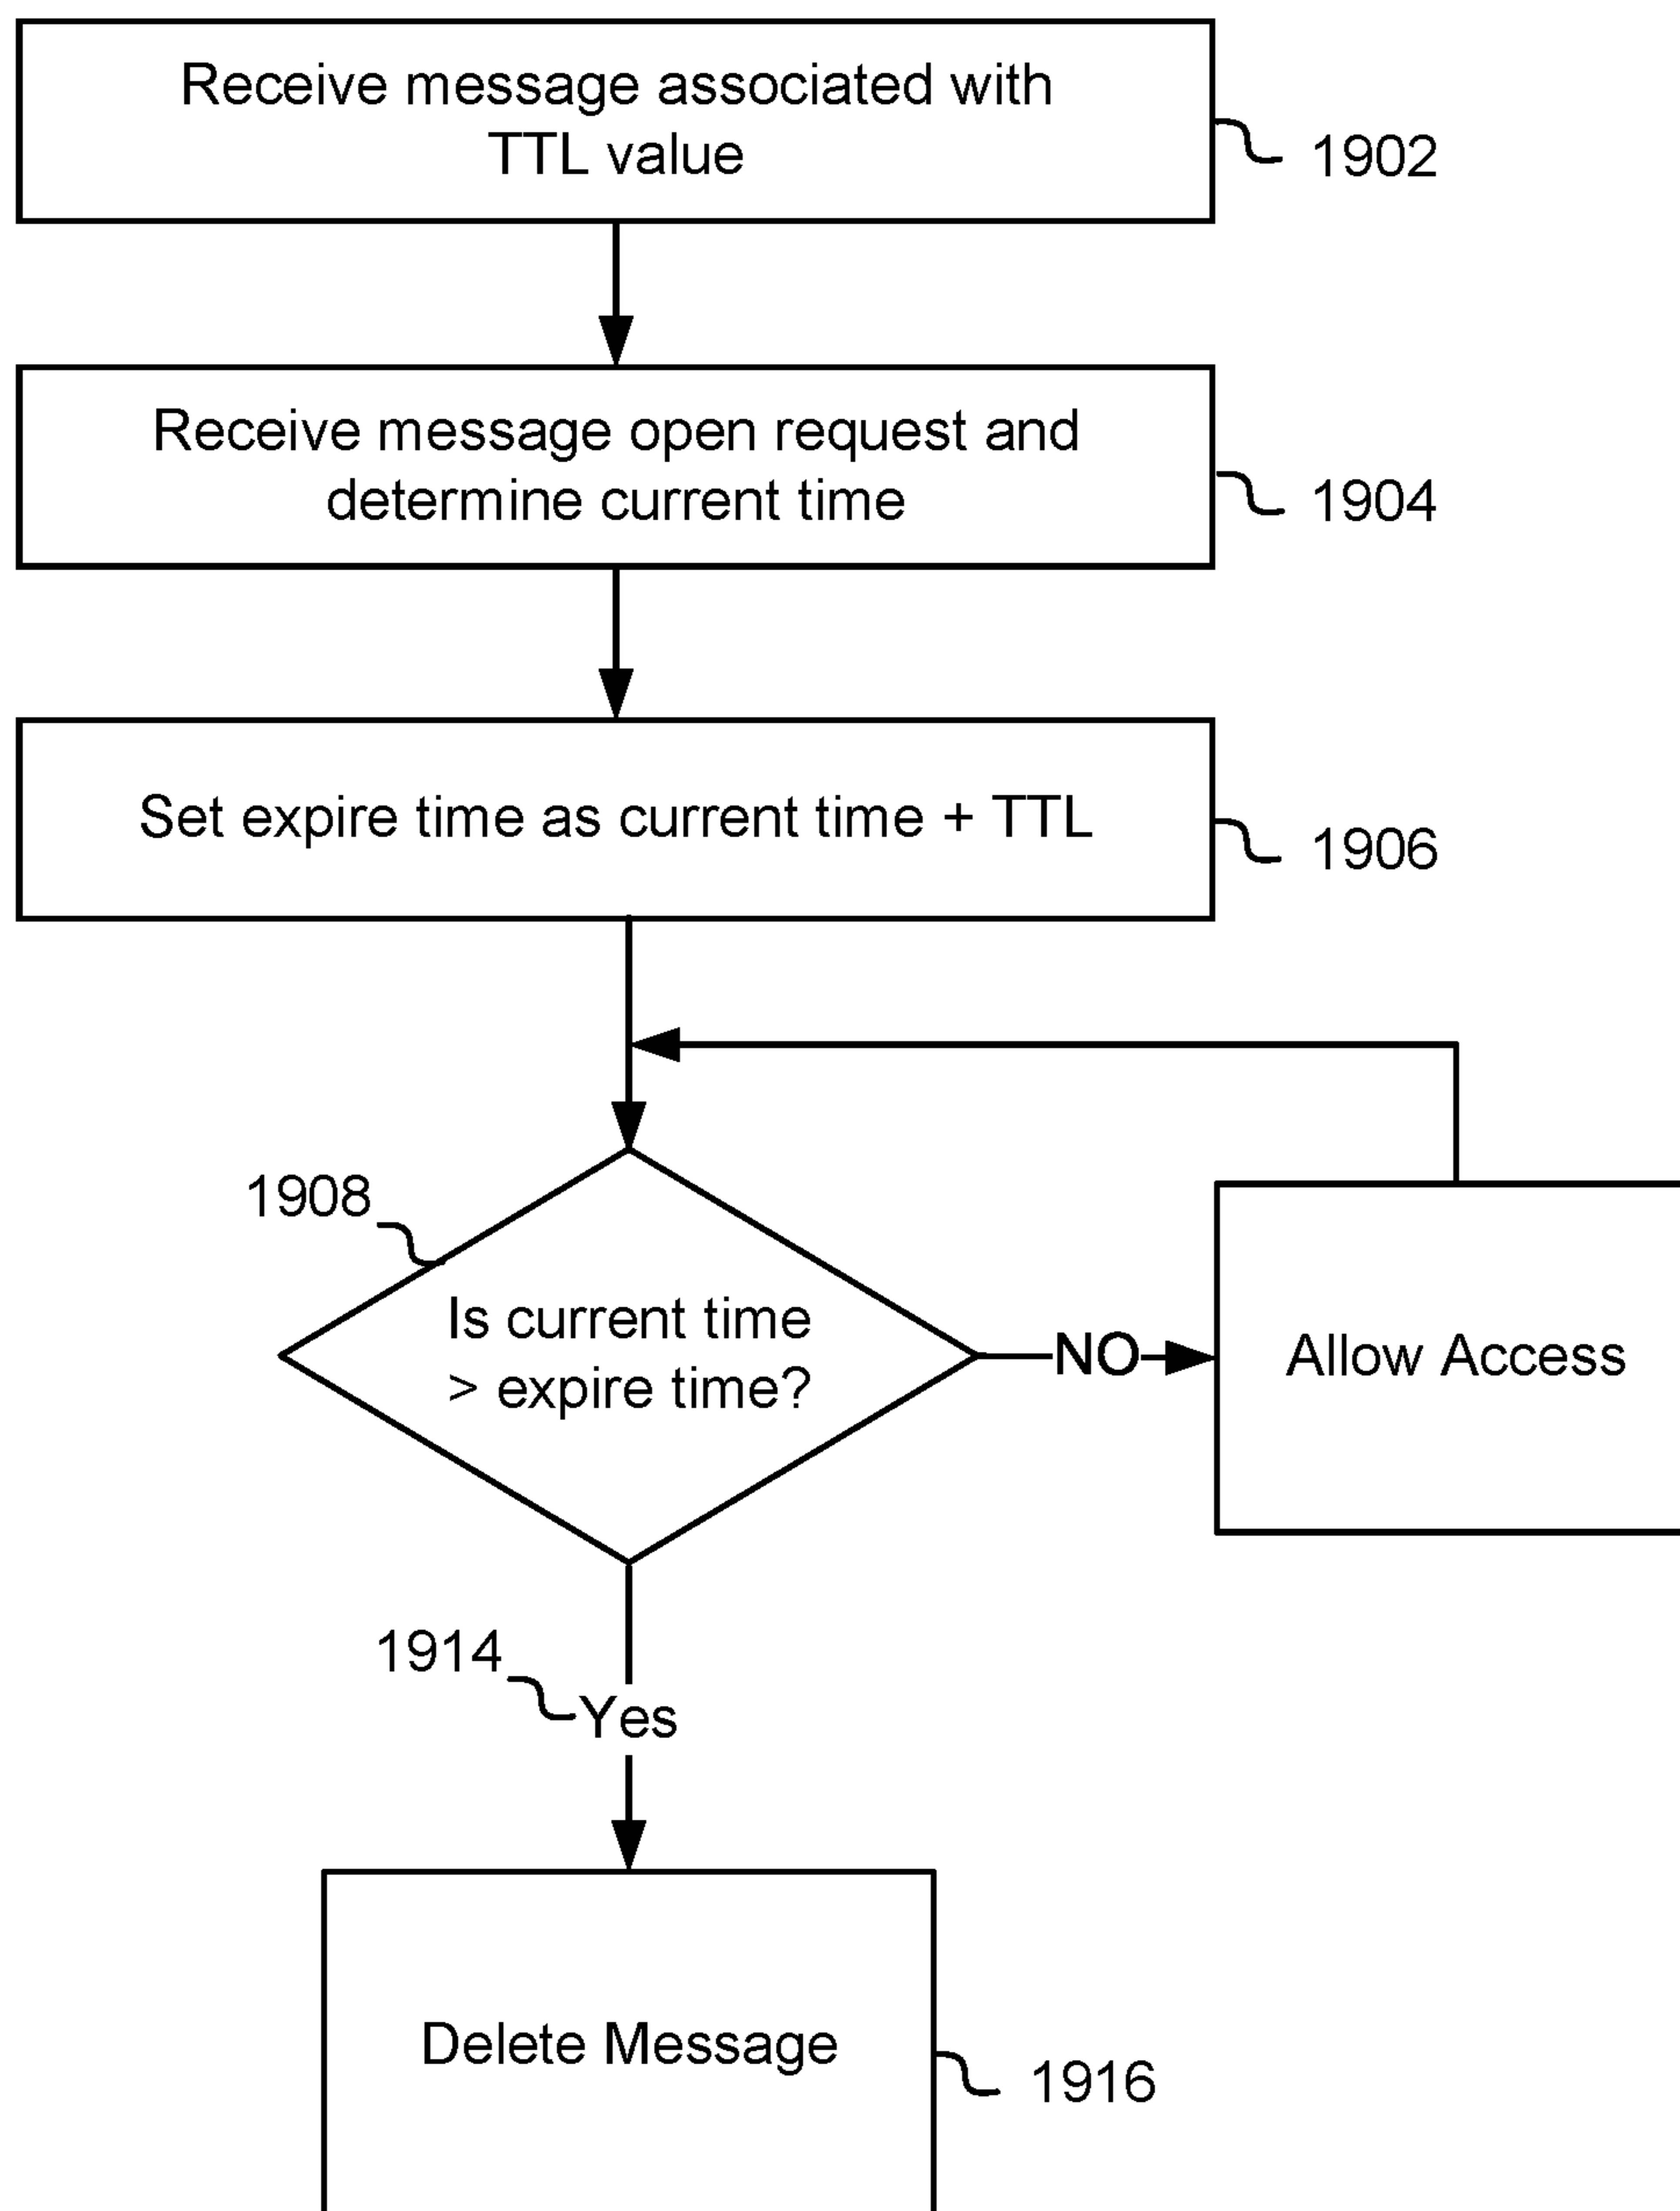 Receive message associated with
TTL value
1902
Receive message open request and
determine current time
1904
Set expire time as current time + TTL
1906
1908
Is current time
> expire time?
NO
Allow Access
1914
Yes
Delete Message
1916